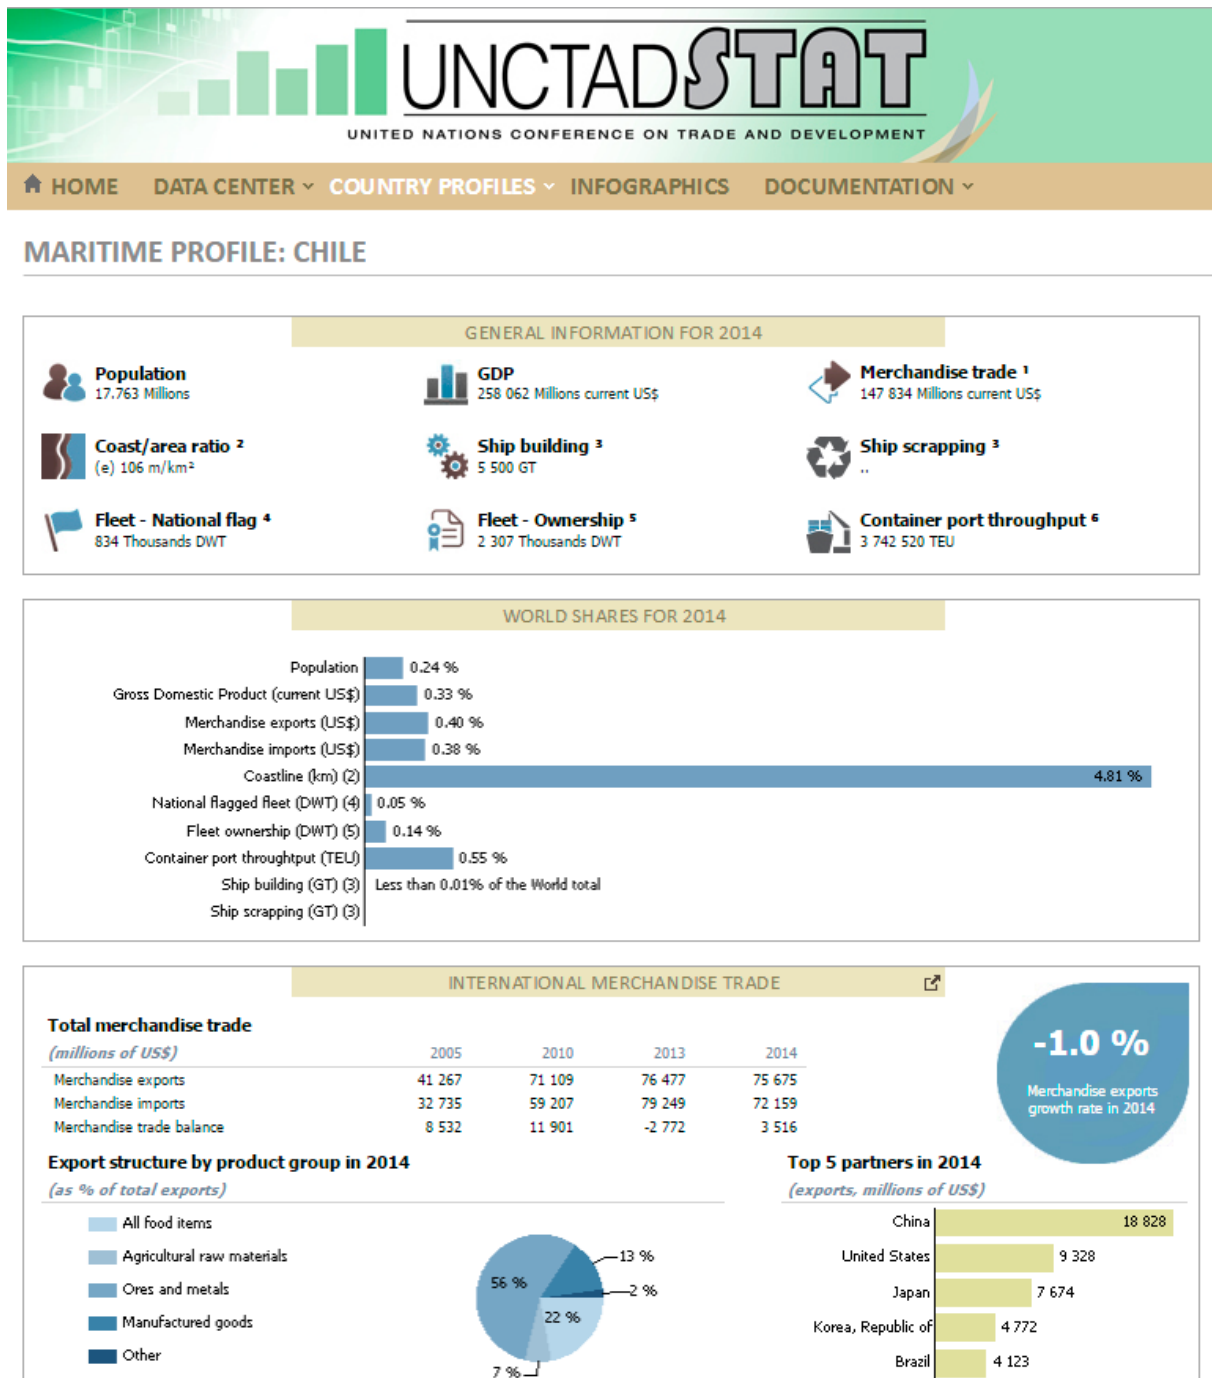 UNCTADSTAT
UNITED NATIONS CONFERENCE ON TRADE AND DEVELOPMENT
HOME DATA CENTER COUNTRY PROFILES INFOGRAPHICS DOCUMENTATION
MARITIME PROFILE: CHILE
GENERAL INFORMATION FOR 2014
Population GDP Merchandise trade ¹
17.763 Millions 258 062 Millions current US$ 147 834 Millions current US$
Coast/area ratio ² Ship building ³ Ship scrapping ³
(e) 106 m/km² 5 500 GT ..
Fleet - National flag ⁴ Fleet - Ownership ⁵ Container port throughput ⁶
834 Thousands DWT 2 307 Thousands DWT 3 742 520 TEU
WORLD SHARES FOR 2014
Population 0.24 %
Gross Domestic Product (current US$) 0.33 %
Merchandise exports (US$) 0.40 %
Merchandise imports (US$) 0.38 %
Coastline (km) (2) 4.81 %
National flagged fleet (DWT) (4) 0.05 %
Fleet ownership (DWT) (5) 0.14 %
Container port throughtput (TEU) 0.55 %
Ship building (GT) (3) Less than 0.01% of the World total
Ship scrapping (GT) (3)
INTERNATIONAL MERCHANDISE TRADE
Total merchandise trade
(millions of US$) 2005 2010 2013 2014
Merchandise exports 41 267 71 109 76 477 75 675
Merchandise imports 32 735 59 207 79 249 72 159
Merchandise trade balance 8 532 11 901 -2 772 3 516
-1.0 %
Merchandise exports
growth rate in 2014
Export structure by product group in 2014
(as % of total exports)
All food items
Agricultural raw materials
Ores and metals
Manufactured goods
Other
13 %
56 %
2 %
22 %
7 %
Top 5 partners in 2014
(exports, millions of US$)
China 18 828
United States 9 328
Japan 7 674
Korea, Republic of 4 772
Brazil 4 123